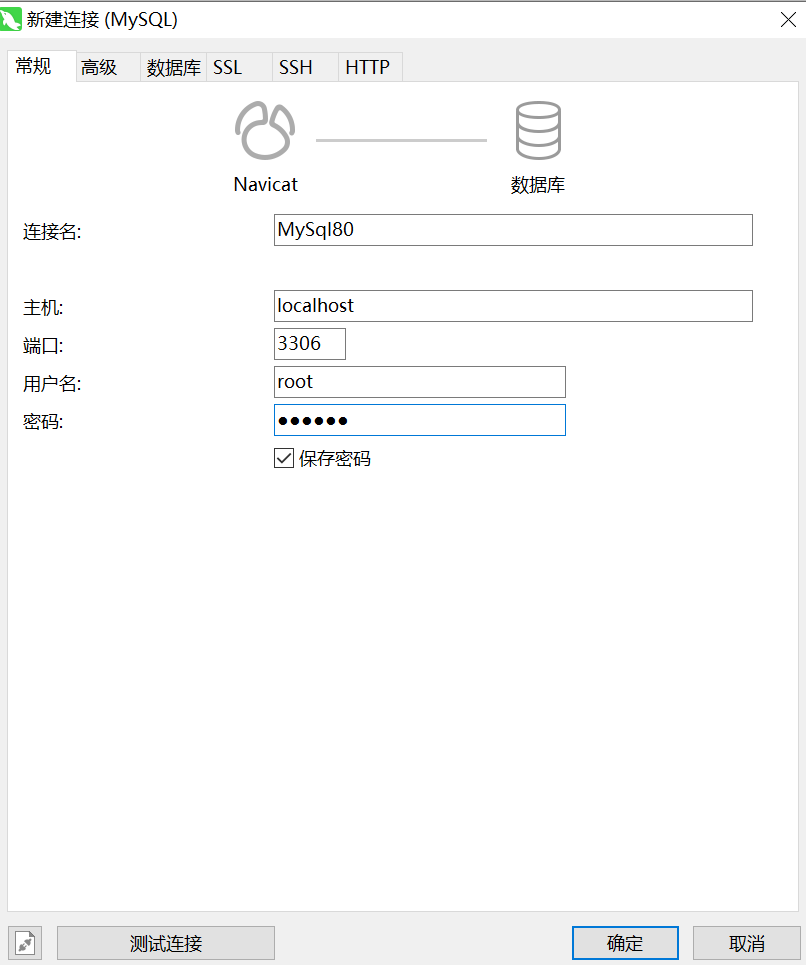 新建连接 (MySQL)
常规 高级 数据库 SSL SSH HTTP
Navicat 数据库
连接名: MySql80
主机: localhost
端口: 3306
用户名: root
密码: ●●●●●●
保存密码
测试连接 确定 取消